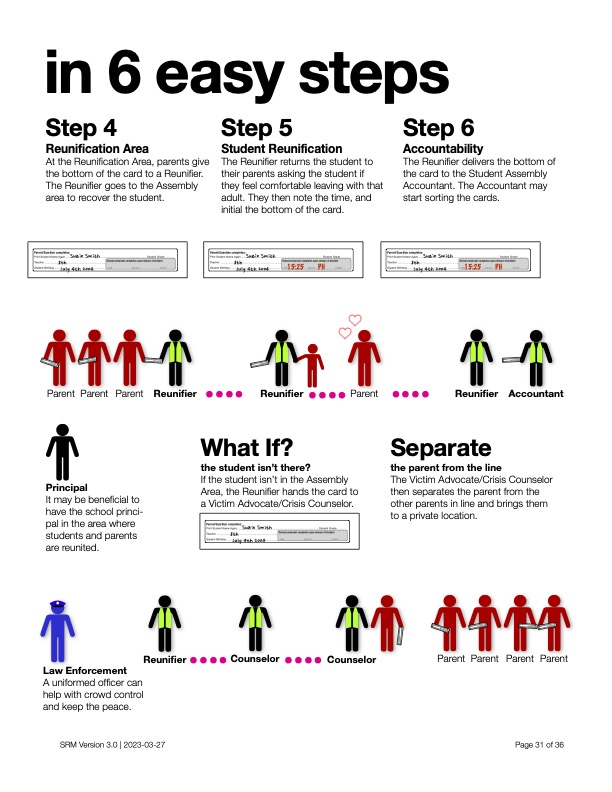 in 6 easy steps
Step 4
Reunification Area
At the Reunification Area, parents give
the bottom of the card to a Reunifier.
The Reunifier goes to the Assembly
area to recover the student.
Step 5
Student Reunification
The Reunifier returns the student to
their parents asking the student if
they feel comfortable leaving with that
adult. They then note the time, and
initial the bottom of the card.
Step 6
Accountability
The Reunifier delivers the bottom of
the card to the Student Assembly
Accountant. The Accountant may
start sorting the cards.
Susie Smith
8th
July 4th 2004
Susie Smith
8th
July 4th 2004
15:25 PH
Susie Smith
8th
July 4th 2004
15:25 PH
Parent Parent Parent Reunifier Reunifier Parent Reunifier Accountant
Principal
It may be beneficial to
have the school princi-
pal in the area where
students and parents
are reunited.
What If?
the student isn't there?
If the student isn't in the Assembly
Area, the Reunifier hands the card to
a Victim Advocate/Crisis Counselor.
Susie Smith
8th
July 4th 2004
Separate
the parent from the line
The Victim Advocate/Crisis Counselor
then separates the parent from the
other parents in line and brings them
to a private location.
Reunifier Counselor Counselor Parent Parent Parent Parent
Law Enforcement
A uniformed officer can
help with crowd control
and keep the peace.
SRM Version 3.0 | 2023-03-27 Page 31 of 36